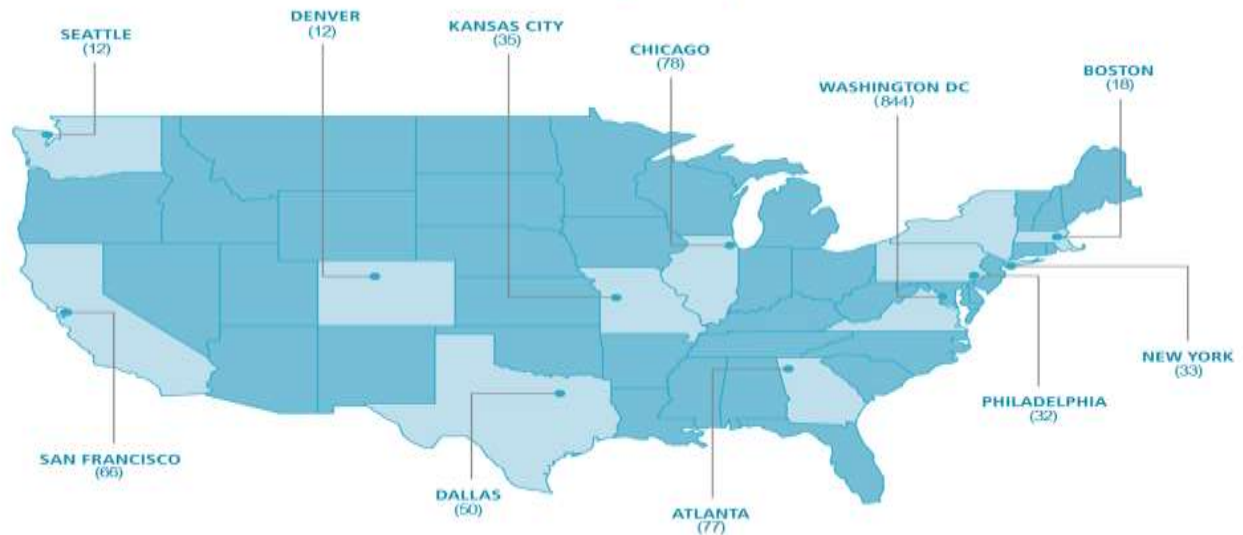 DENVER
(12)
KANSAS CITY
(35)
SEATTLE
(12)
CHICAGO
(78)
BOSTON
(18)
WASHINGTON DC
(844)
NEW YORK
(33)
PHILADELPHIA
(32)
SAN FRANCISCO
(66)
DALLAS
(50)
ATLANTA
(77)